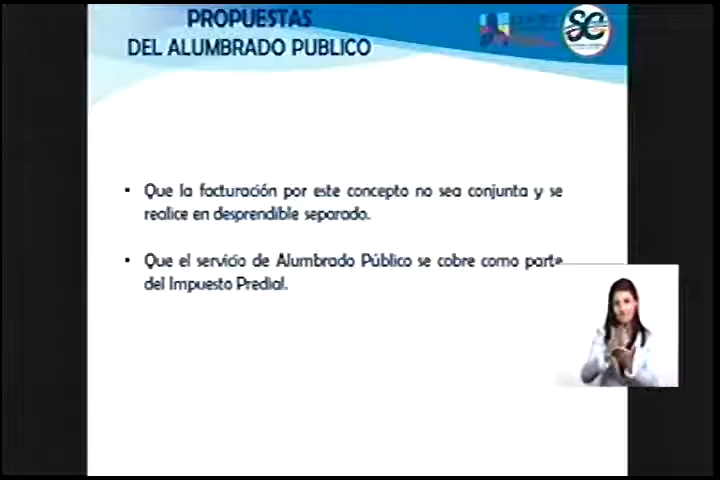 PROPUESTAS
DEL ALUMBRADO PUBLICO
SC
• Que la facturación por este concepto no sea conjunta y se
realice en desprendible separado.
• Que el servicio de Alumbrado Público se cobre como parte
del Impuesto Predial.